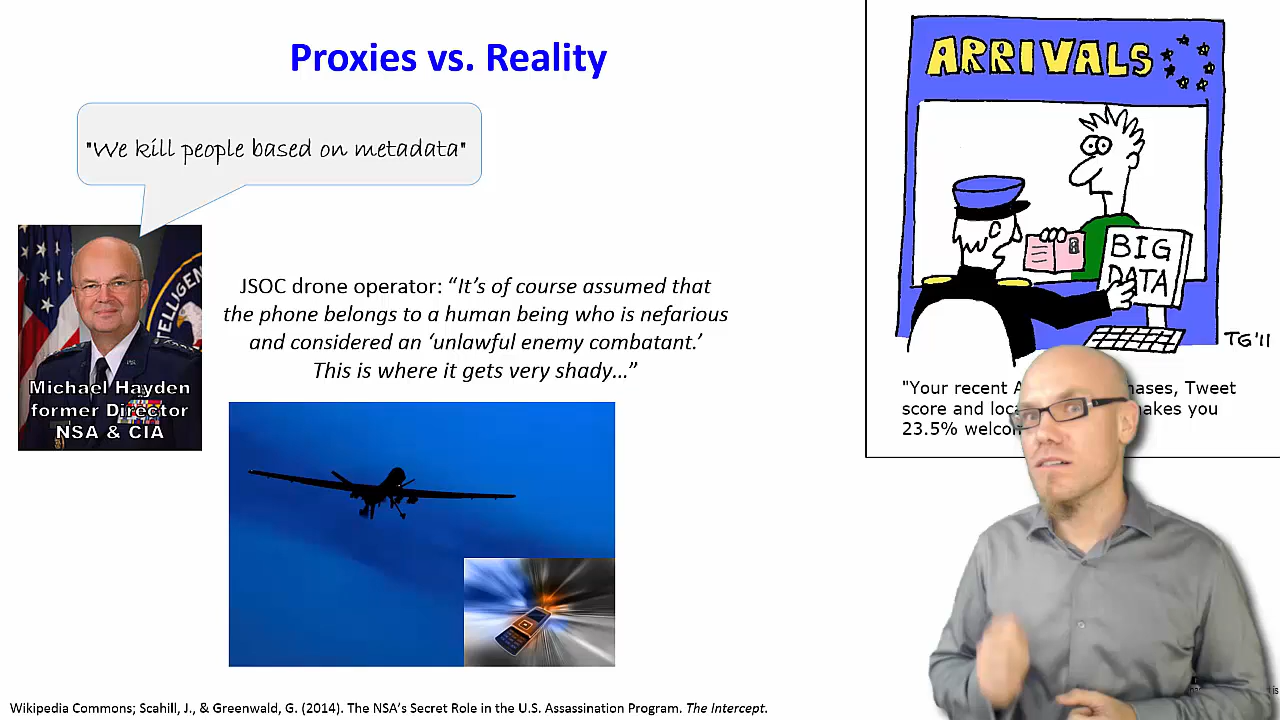 Proxies vs. Reality
"We kill people based on metadata"
Michael Hayden
former Director
NSA & CIA
JSOC drone operator: “It’s of course assumed that
the phone belongs to a human being who is nefarious
and considered an ‘unlawful enemy combatant.’
This is where it gets very shady…”
ARRIVALS
BIG
DATA
TG'11
"Your recent
Tweet
score and
you
23.5%
Wikipedia Commons; Scahill, J., & Greenwald, G. (2014). The NSA’s Secret Role in the U.S. Assassination Program. The Intercept.